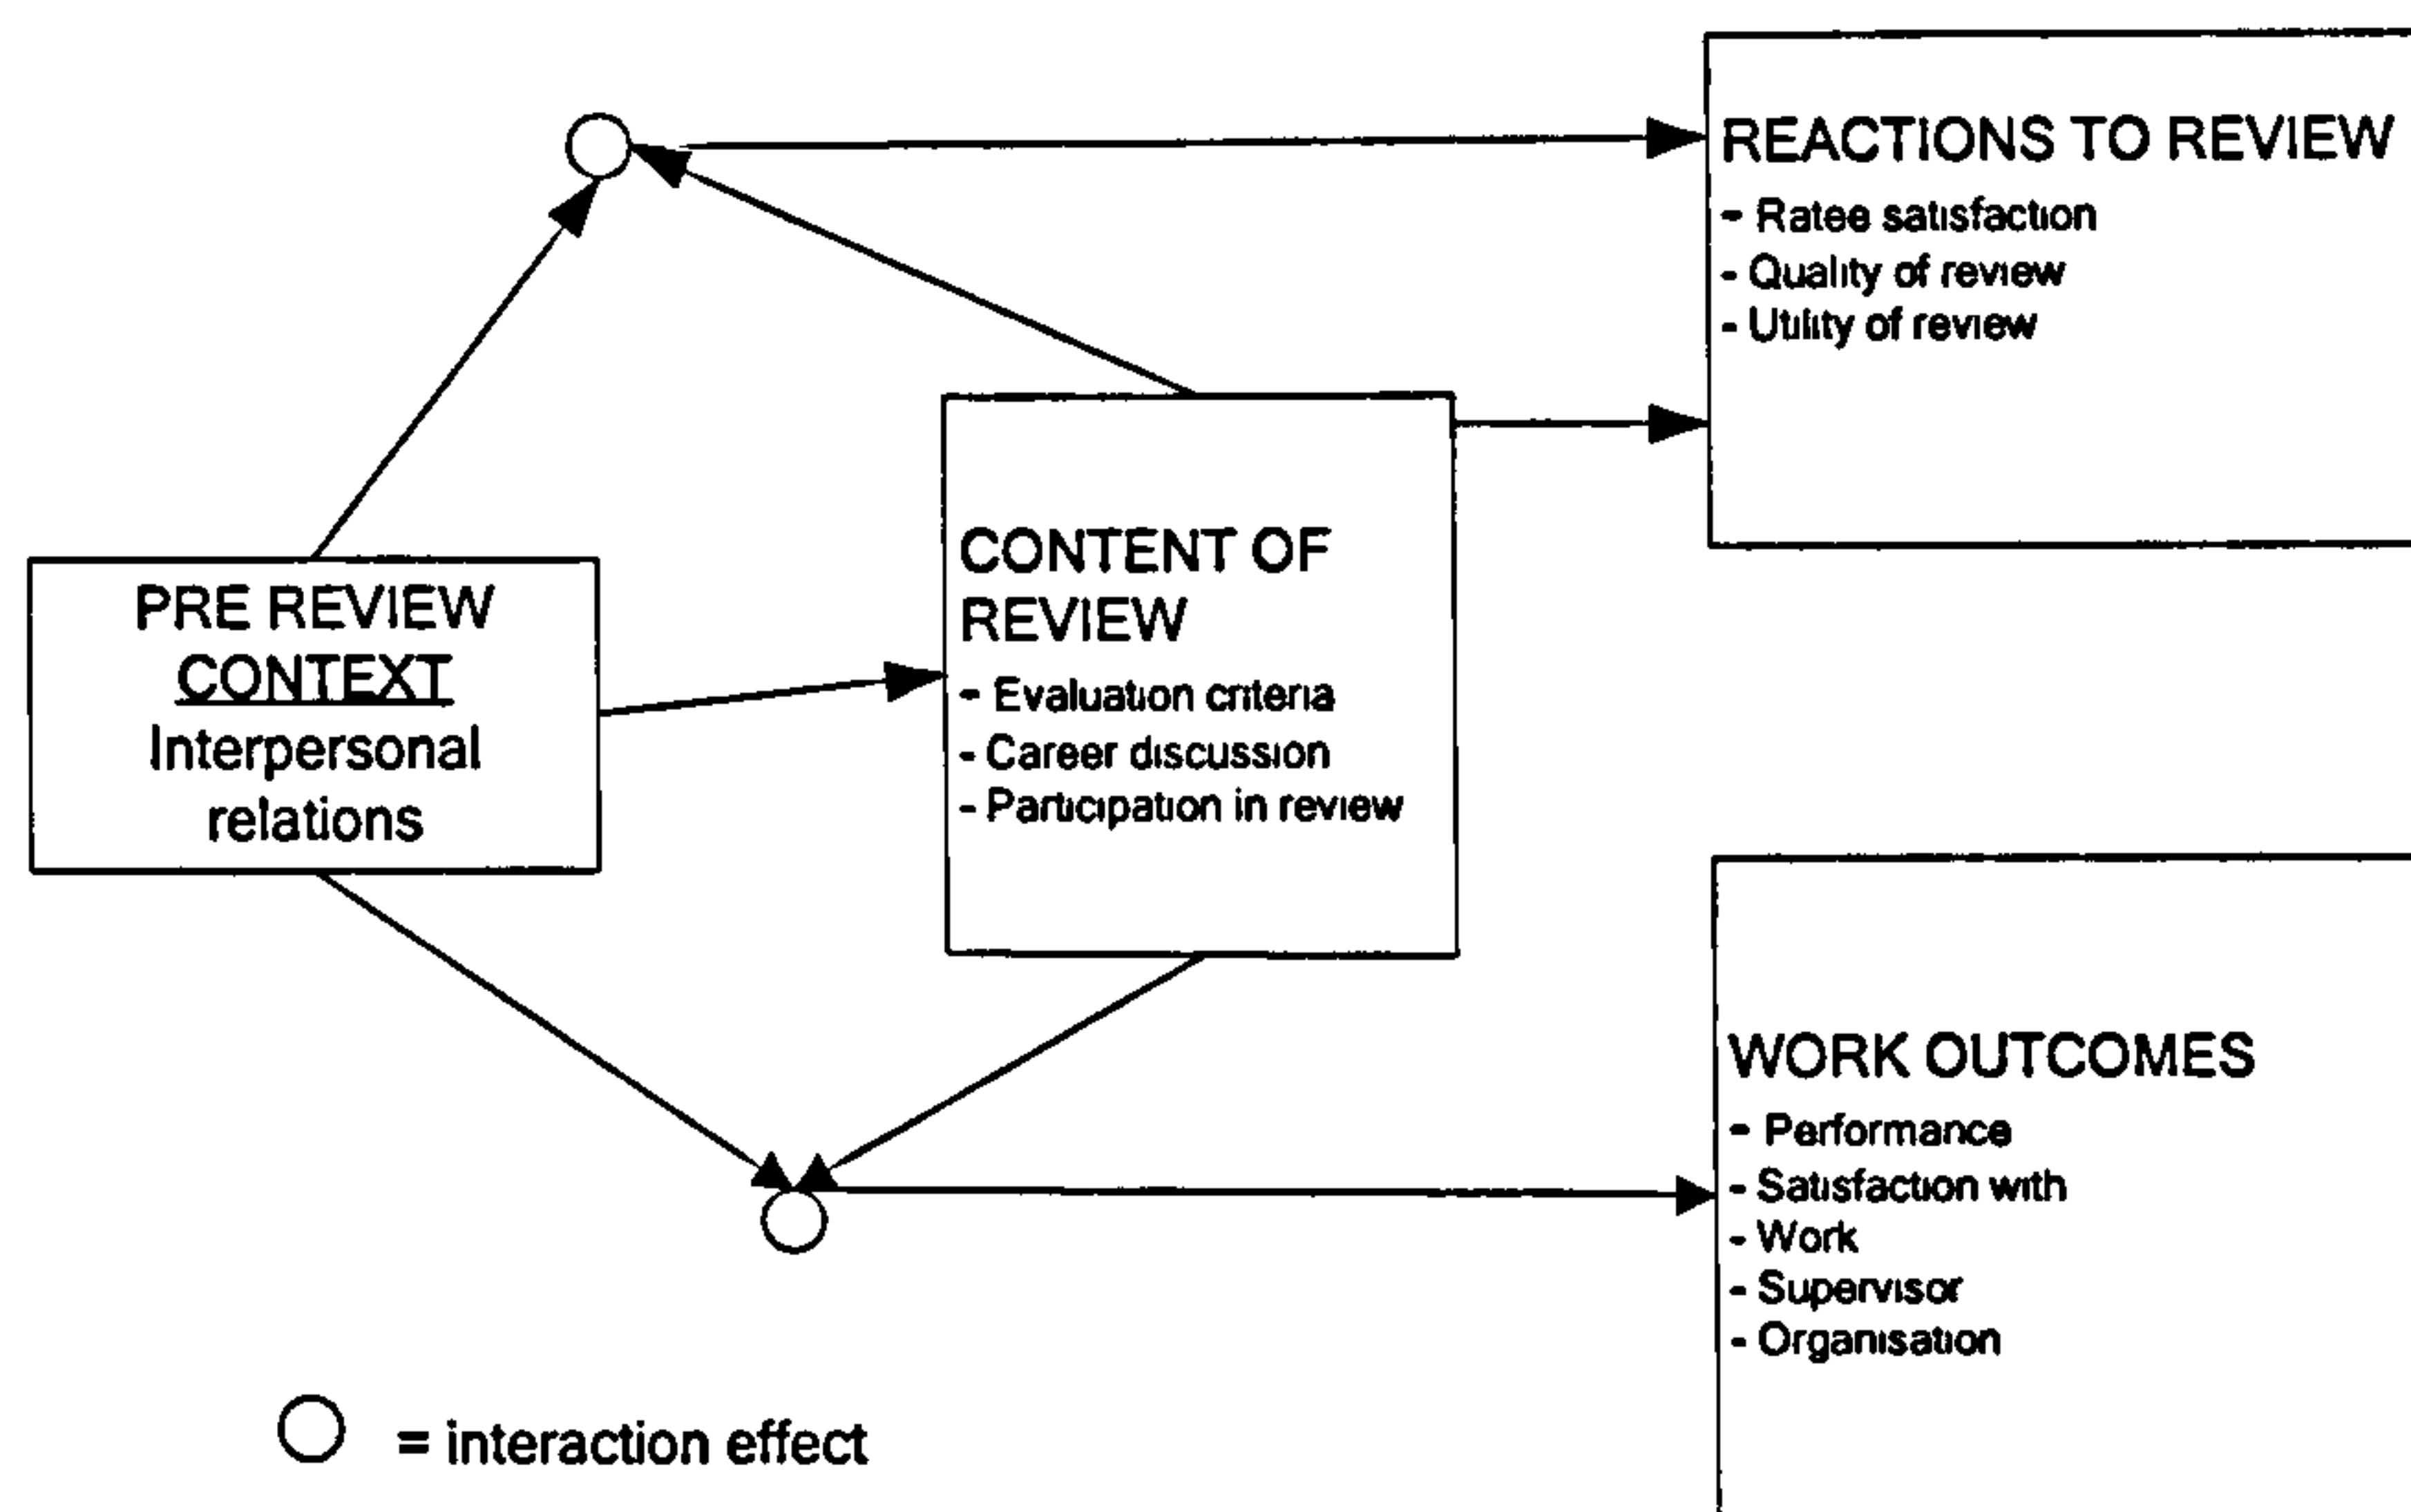 REACTIONS TO REVIEW
- Ratee satisfaction
- Quality of review
- Utility of review
CONTENT OF
REVIEW
- Evaluation criteria
- Career discussion
- Participation in review
PRE REVIEW
CONTEXT
Interpersonal
relations
WORK OUTCOMES
- Performance
- Satisfaction with
- Work
- Supervisor
- Organisation
= interaction effect